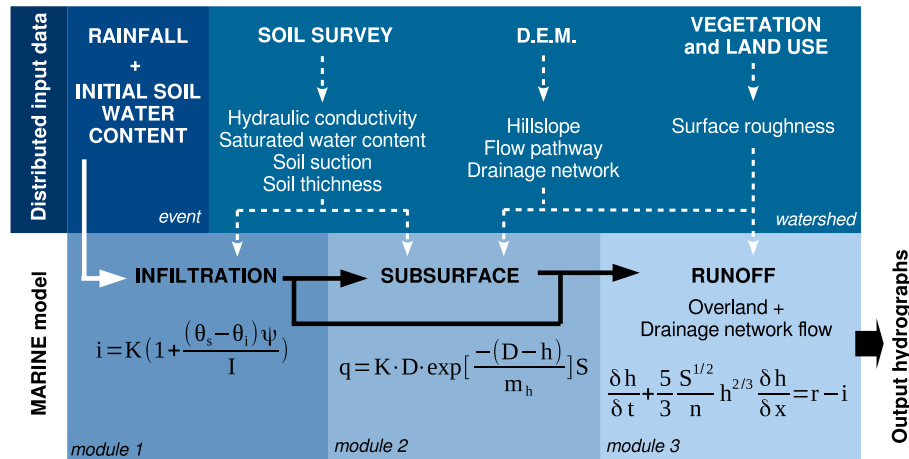 Distributed input data
RAINFALL
+
INITIAL SOIL
WATER
CONTENT
event
SOIL SURVEY
Hydraulic conductivity
Saturated water content
Soil suction
Soil thickness
D.E.M.
Hillslope
Flow pathway
Drainage network
VEGETATION
and LAND USE
Surface roughness
watershed
MARINE model
INFILTRATION
i=K(1+(θs−θi)ψ/I)
module 1
SUBSURFACE
q=K·D·exp[−(D−h)/mh]S
module 2
RUNOFF
Overland +
Drainage network flow
δh/δt+5/3 S^1/2/n h^2/3 δh/δx=r−i
module 3
Output hydrographs